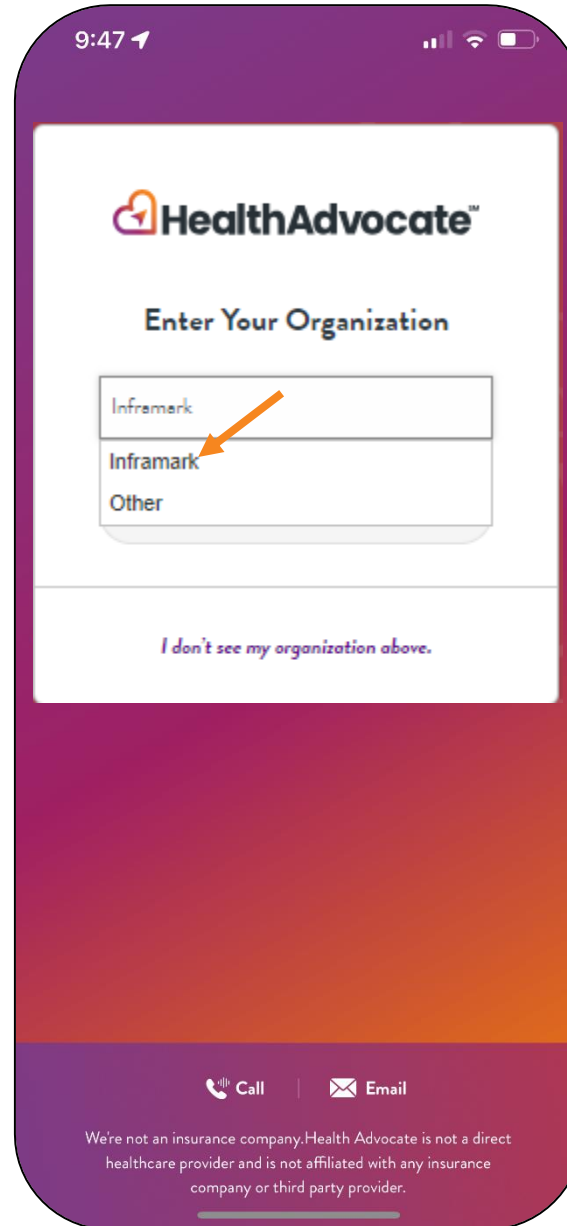 9:47
HealthAdvocate™
Enter Your Organization
Inframark
Inframark
Other
I don't see my organization above.
Call | Email
We're not an insurance company.Health Advocate is not a direct
healthcare provider and is not affiliated with any insurance
company or third party provider.